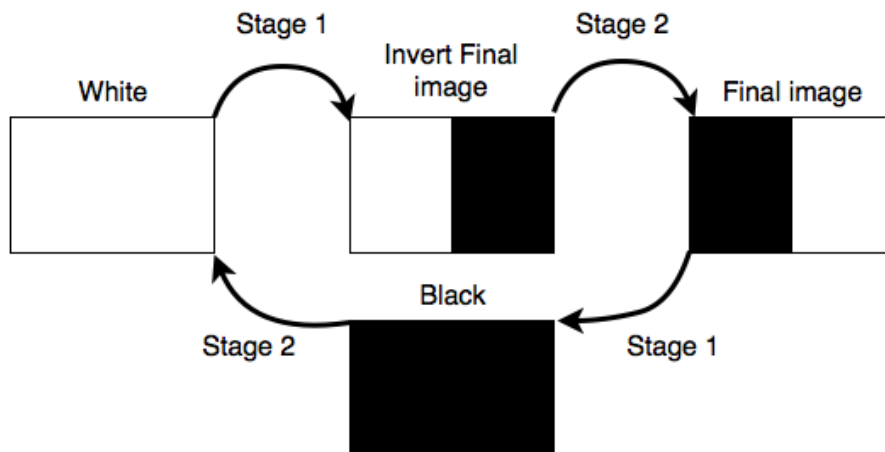 Stage 1
Stage 2
White
Invert Final
image
Final image
Black
Stage 2
Stage 1